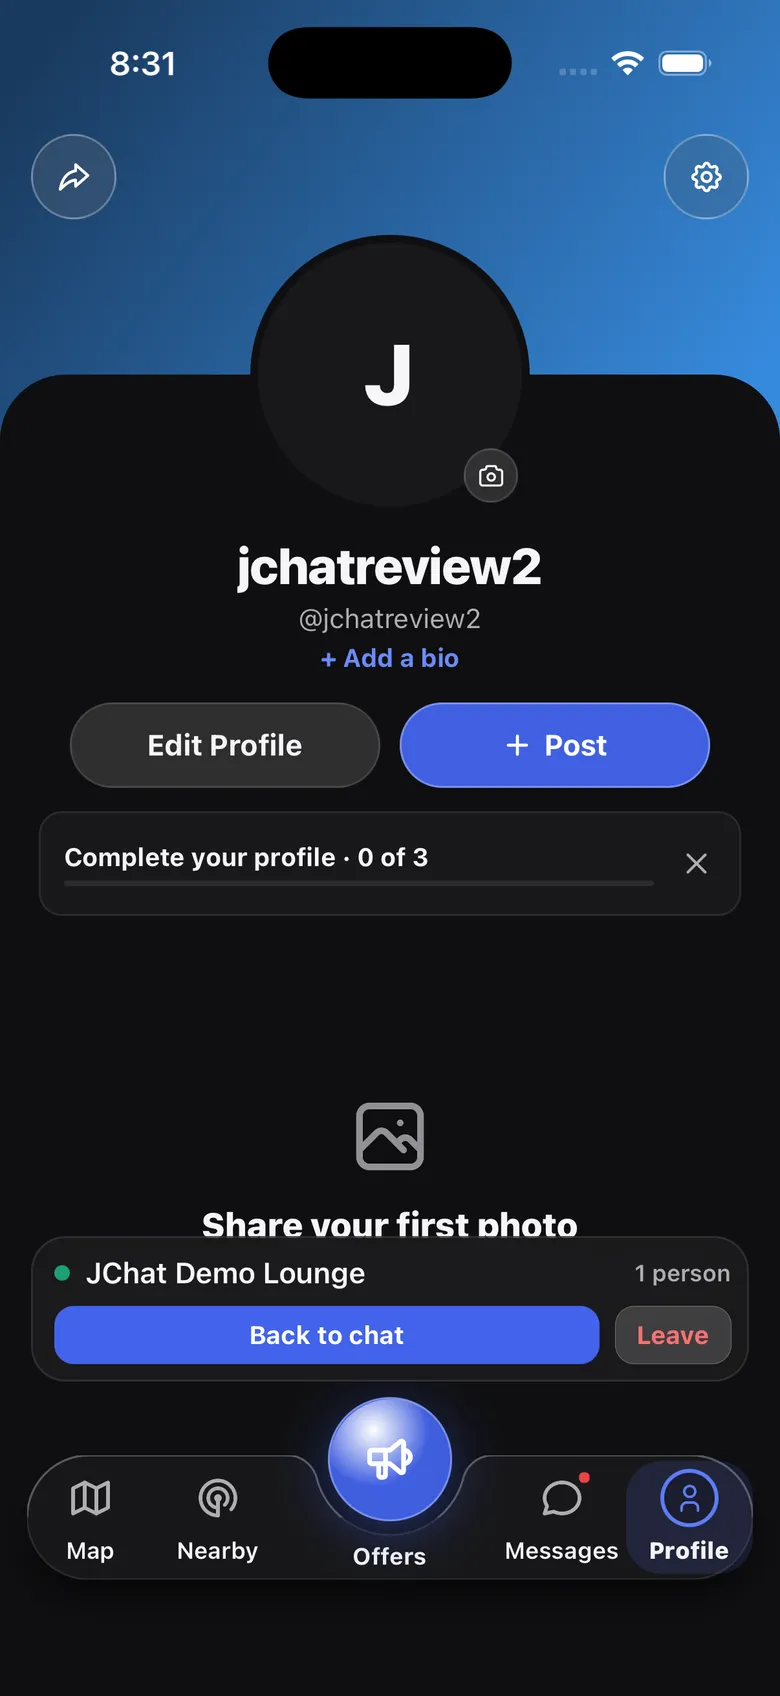 8:31
J
jchatreview2
@jchatreview2
+ Add a bio
Edit Profile
+ Post
Complete your profile · 0 of 3
Share your first photo
JChat Demo Lounge
1 person
Back to chat
Leave
Map
Nearby
Offers
Messages
Profile